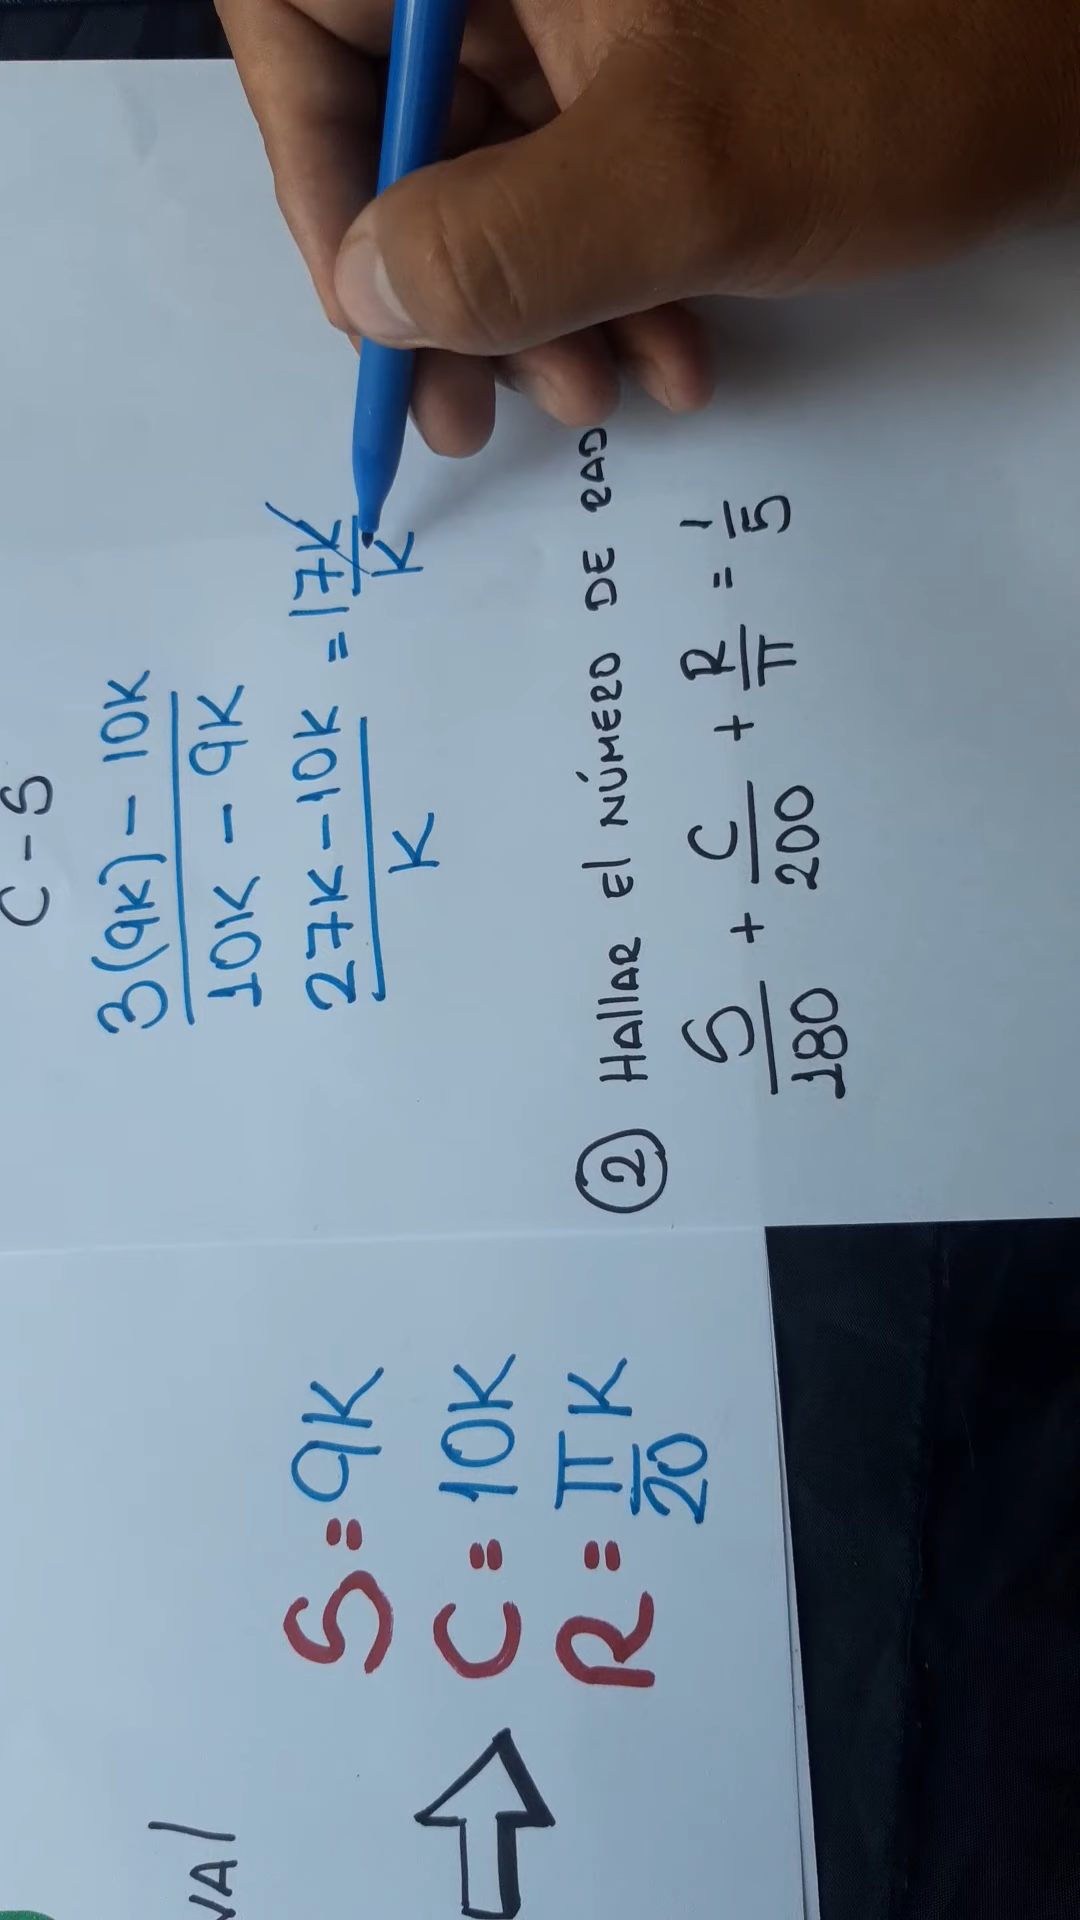 C - S
3(9K) - 10K
10K - 9K
27K - 10K = 17K
K K
2 HAllAR El NÚMERO DE RAD
S/180 + C/200 + R/π = 1/5
S = 9K
C = 10K
R = πK/20